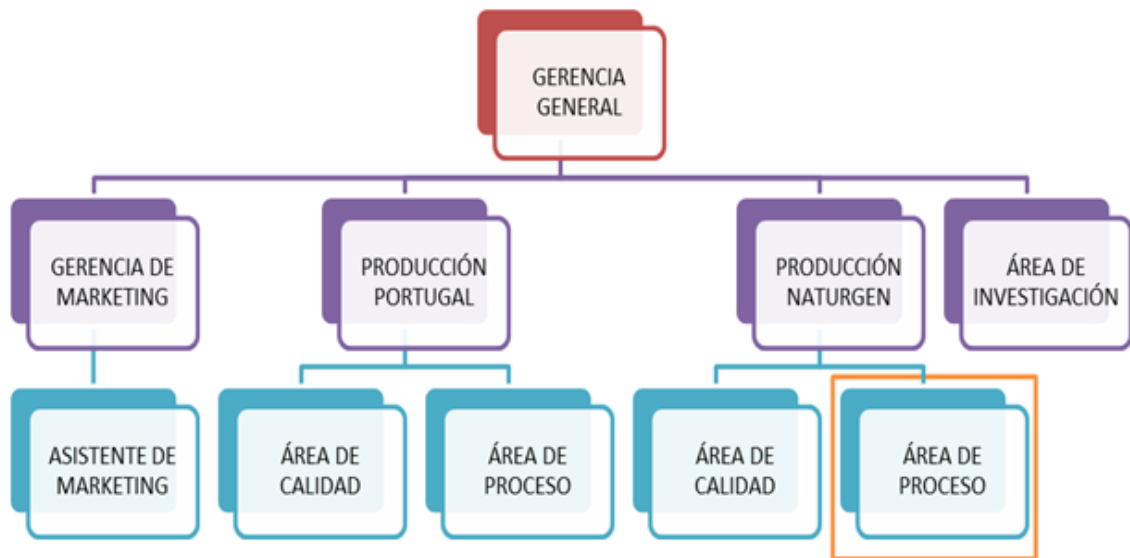 GERENCIA
GENERAL
GERENCIA DE
MARKETING
PRODUCCIÓN
PORTUGAL
PRODUCCIÓN
NATURGEN
ÁREA DE
INVESTIGACIÓN
ASISTENTE DE
MARKETING
ÁREA DE
CALIDAD
ÁREA DE
PROCESO
ÁREA DE
CALIDAD
ÁREA DE
PROCESO